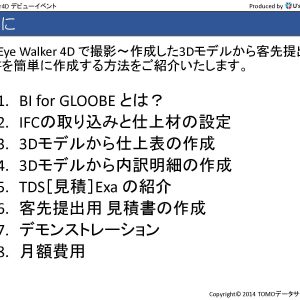 4D デビューイベント
Produced by
に
Eye Walker 4D で撮影～作成した3Dモデルから客先提出
を簡単に作成する方法をご紹介いたします。
1. BI for GLOOBE とは？
2. IFCの取り込みと仕上材の設定
3. 3Dモデルから仕上表の作成
4. 3Dモデルから内訳明細の作成
5. TDS［見積］Exa の紹介
6. 客先提出用 見積書の作成
7. デモンストレーション
8. 月額費用
Copyright© 2014 TOMOデータサ